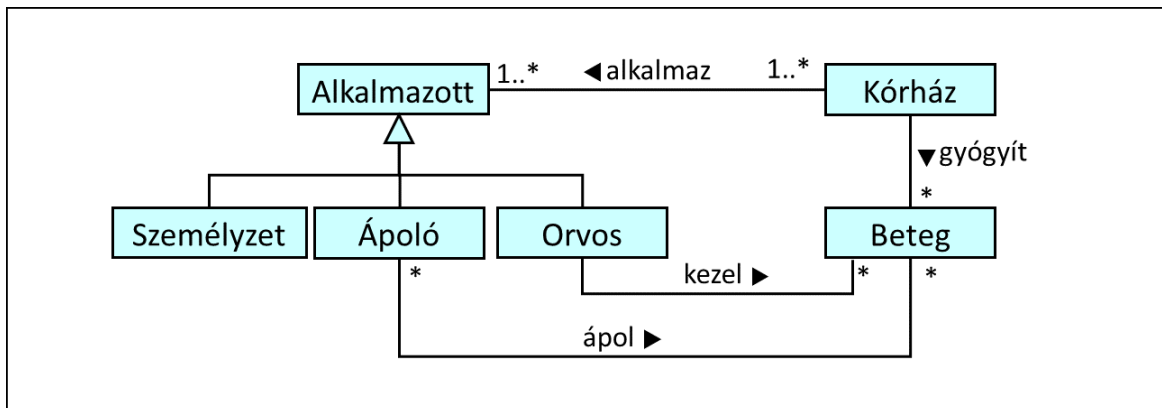 1..* ◄ alkalmaz 1..*
Alkalmazott Kórház
▼ gyógyít
*
Személyzet Ápoló Orvos Beteg
* kezel ► * *
ápol ►